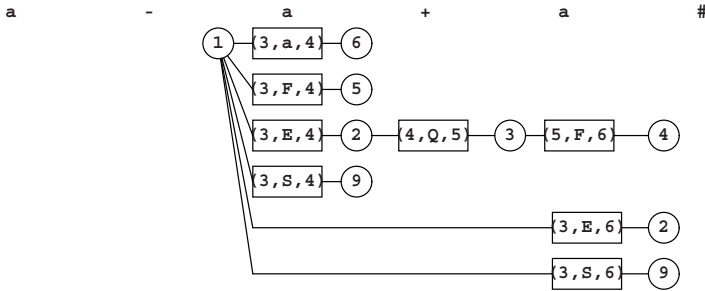 a - a + a #
1 (3,a,4) 6
(3,F,4) 5
(3,E,4) 2 (4,Q,5) 3 (5,F,6) 4
(3,S,4) 9
(3,E,6) 2
(3,S,6) 9